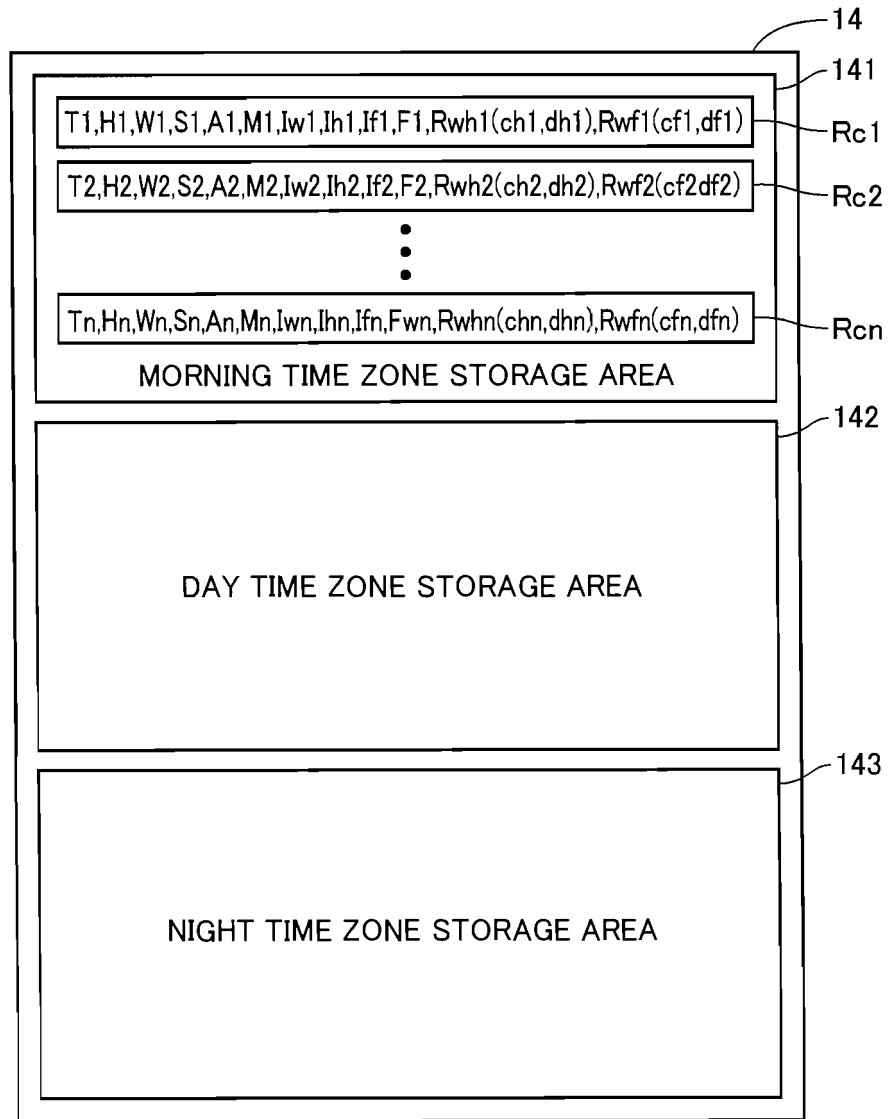 14
141
T1,H1,W1,S1,A1,M1,Iw1,Ih1,If1,F1,Rwh1(ch1,dh1),Rwf1(cf1,df1)
Rc1
T2,H2,W2,S2,A2,M2,Iw2,Ih2,If2,F2,Rwh2(ch2,dh2),Rwf2(cf2df2)
Rc2
Tn,Hn,Wn,Sn,An,Mn,Iwn,Ihn,Ifn,Fwn,Rwhn(chn,dhn),Rwfn(cfn,dfn)
Rcn
MORNING TIME ZONE STORAGE AREA
142
DAY TIME ZONE STORAGE AREA
143
NIGHT TIME ZONE STORAGE AREA